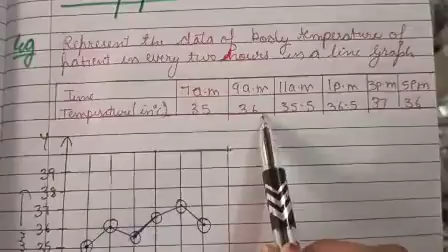 Eg Represent the data of body temperature of
patient in every two hours in a line graph
Time 7a.m 9a.m 11a.m 1p.m 3p.m 5p.m
Temperature (in°c) 35 36 35.5 36.5 37 36
Y
39
38
37
36
35